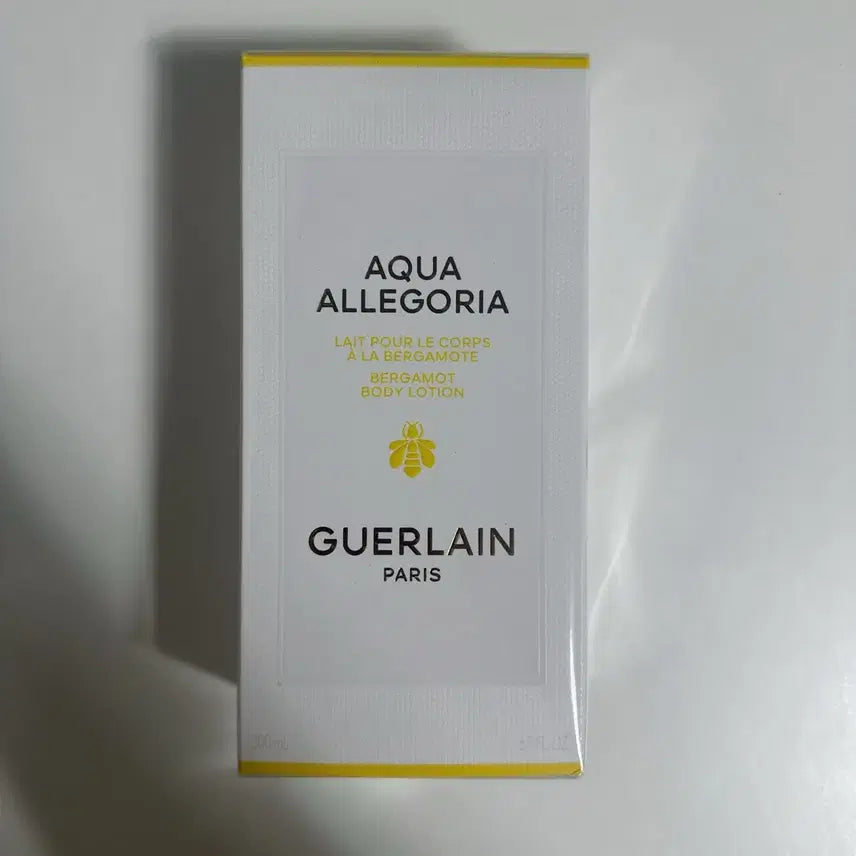 AQUA
ALLEGORIA
LAIT POUR LE CORPS
À LA BERGAMOTE
BERGAMOT
BODY LOTION
GUERLAIN
PARIS